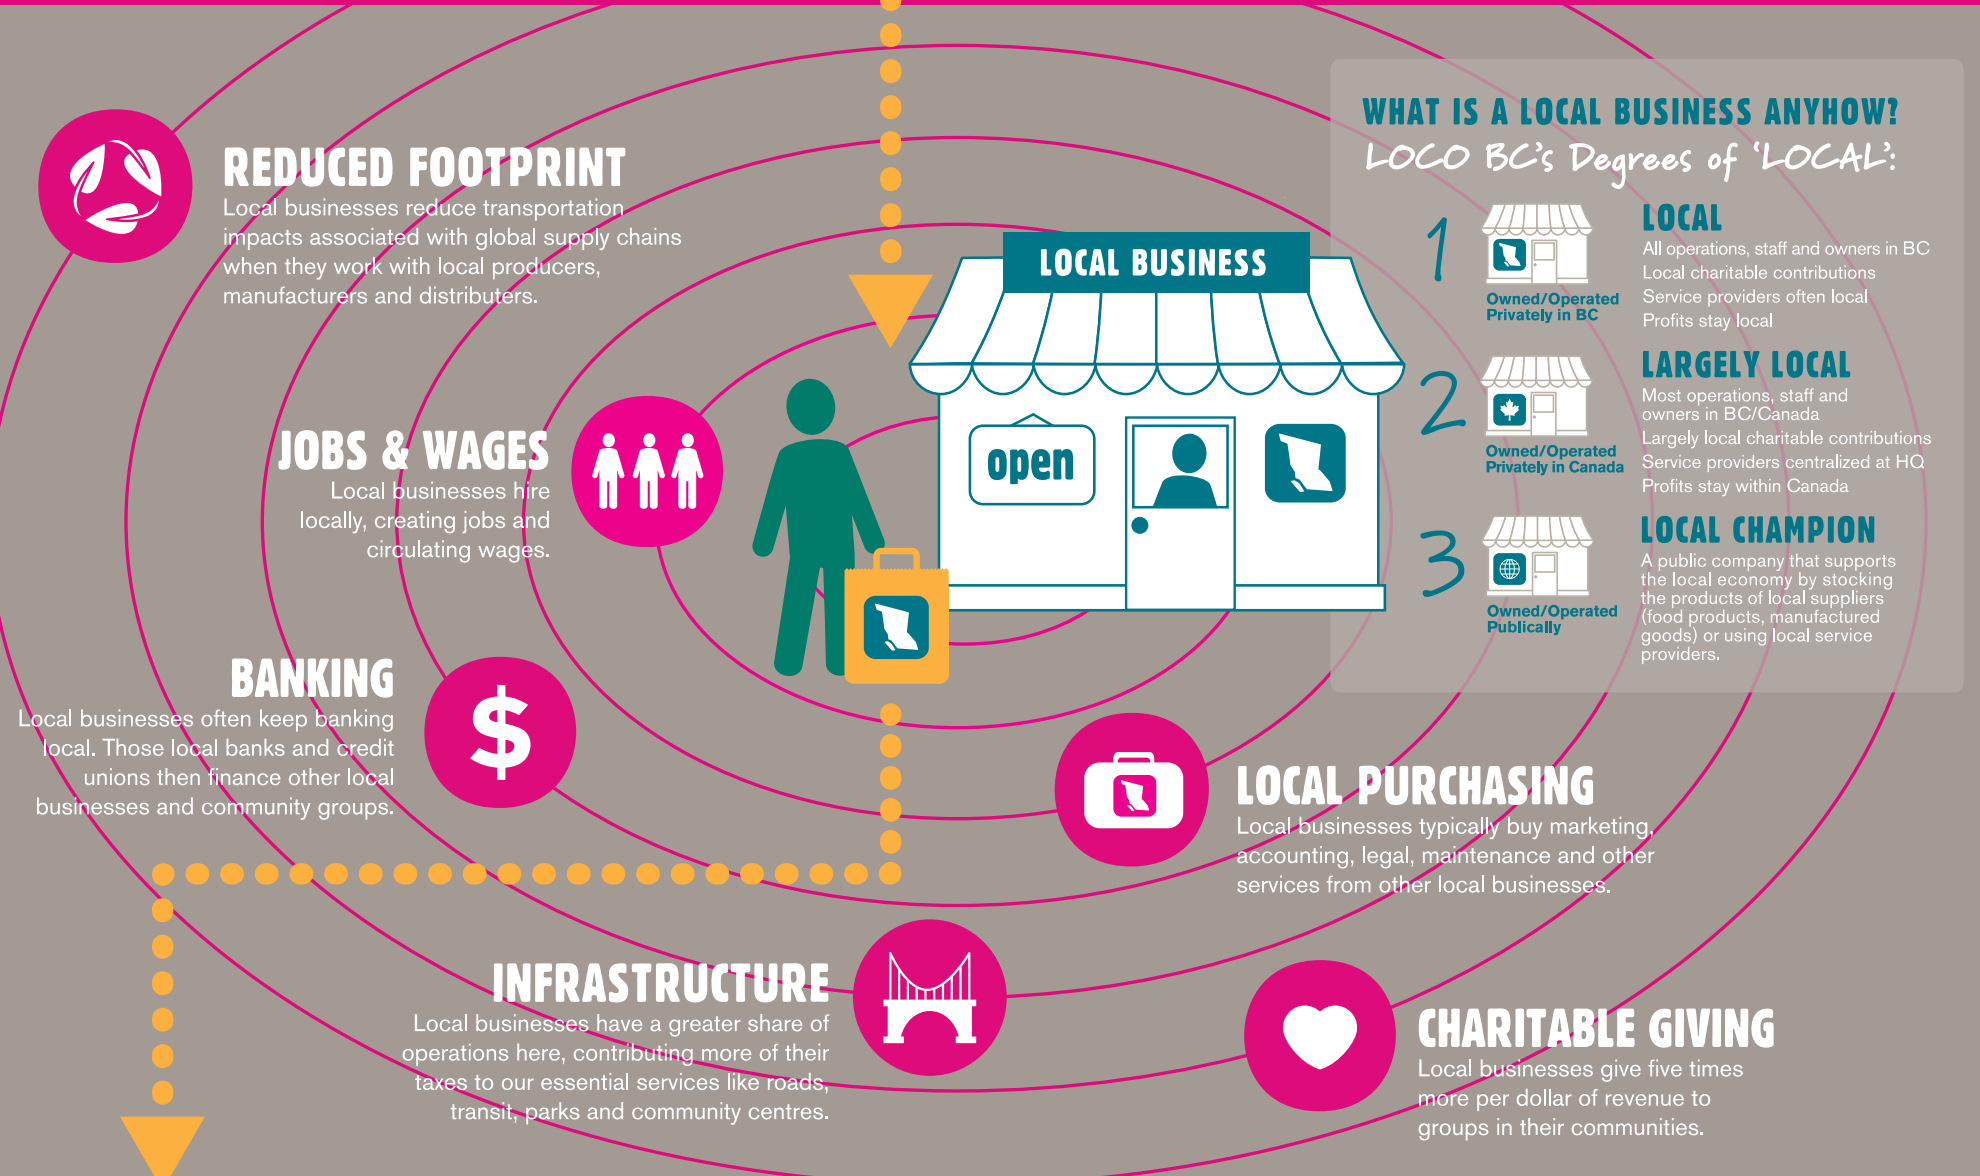 REDUCED FOOTPRINT
Local businesses reduce transportation
impacts associated with global supply chains
when they work with local producers,
manufacturers and distributers.
JOBS & WAGES
Local businesses hire
locally, creating jobs and
circulating wages.
BANKING
Local businesses often keep banking
local. Those local banks and credit
unions then finance other local
businesses and community groups.
$
LOCAL BUSINESS
open
WHAT IS A LOCAL BUSINESS ANYHOW?
LOCO BC's Degrees of 'LOCAL':
1
Owned/Operated
Privately in BC
LOCAL
All operations, staff and owners in BC
Local charitable contributions
Service providers often local
Profits stay local
2
Owned/Operated
Privately in Canada
LARGELY LOCAL
Most operations, staff and
owners in BC/Canada
Largely local charitable contributions
Service providers centralized at HQ
Profits stay within Canada
3
Owned/Operated
Publically
LOCAL CHAMPION
A public company that supports
the local economy by stocking
the products of local suppliers
(food products, manufactured
goods) or using local service
providers.
LOCAL PURCHASING
Local businesses typically buy marketing,
accounting, legal, maintenance and other
services from other local businesses.
INFRASTRUCTURE
Local businesses have a greater share of
operations here, contributing more of their
taxes to our essential services like roads,
transit, parks and community centres.
CHARITABLE GIVING
Local businesses give five times
more per dollar of revenue to
groups in their communities.